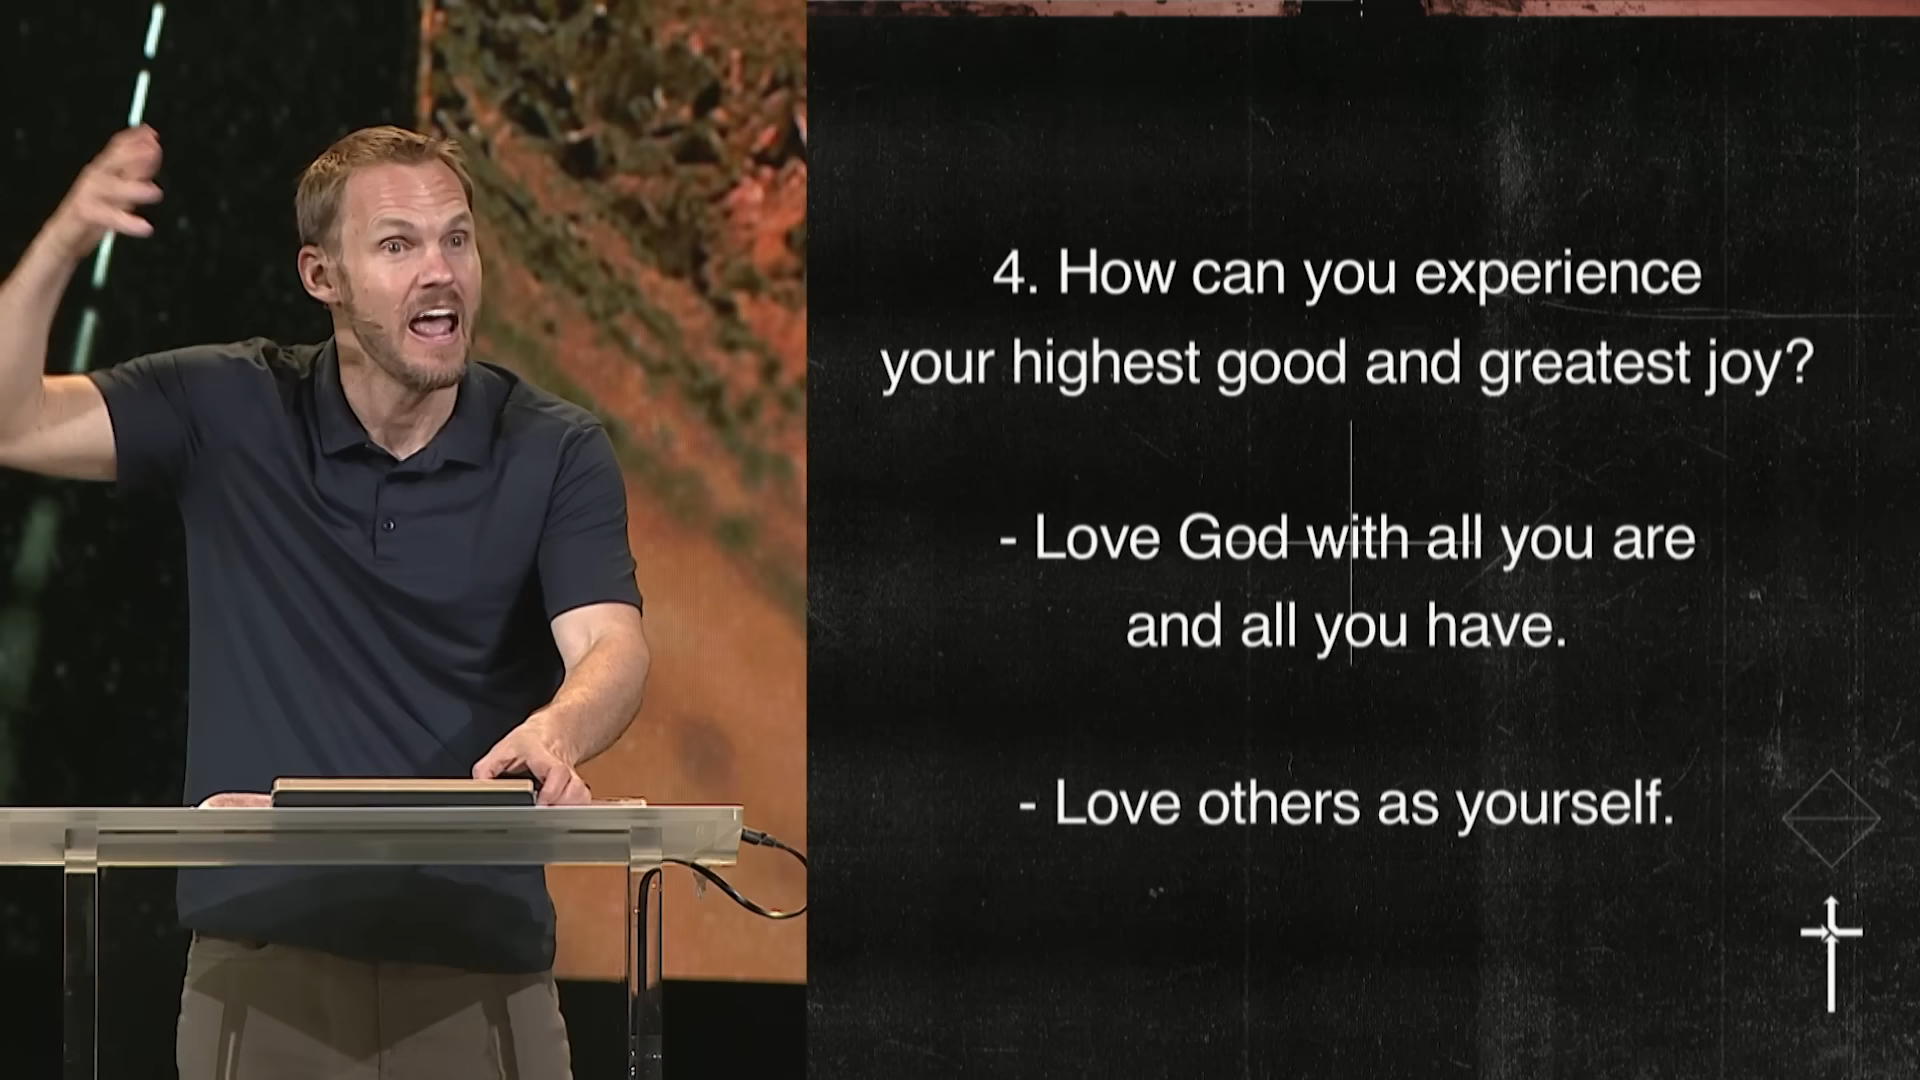 4. How can you experience
your highest good and greatest joy?
- Love God with all you are
and all you have.
- Love others as yourself.